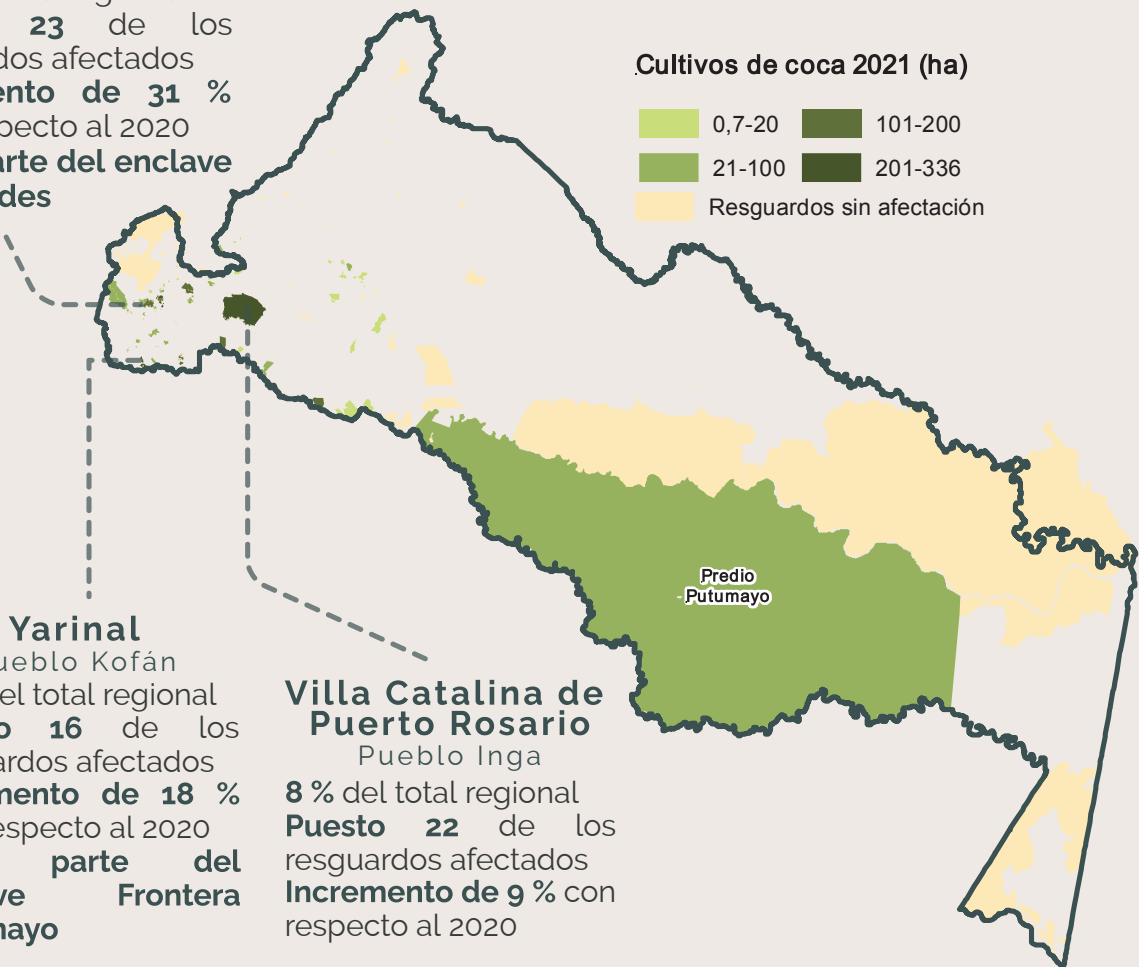 23 de los
dos afectados
ento de 31 %
pecto al 2020
arte del enclave
des
Cultivos de coca 2021 (ha)
0,7-20
101-200
21-100
201-336
Resguardos sin afectación
Predio
Putumayo
Yarinal
ueblo Kofán
el total regional
o 16 de los
ardos afectados
mento de 18 %
especto al 2020
parte del
ve Frontera
mayo
Villa Catalina de
Puerto Rosario
Pueblo Inga
8 % del total regional
Puesto 22 de los
resguardos afectados
Incremento de 9 % con
respecto al 2020